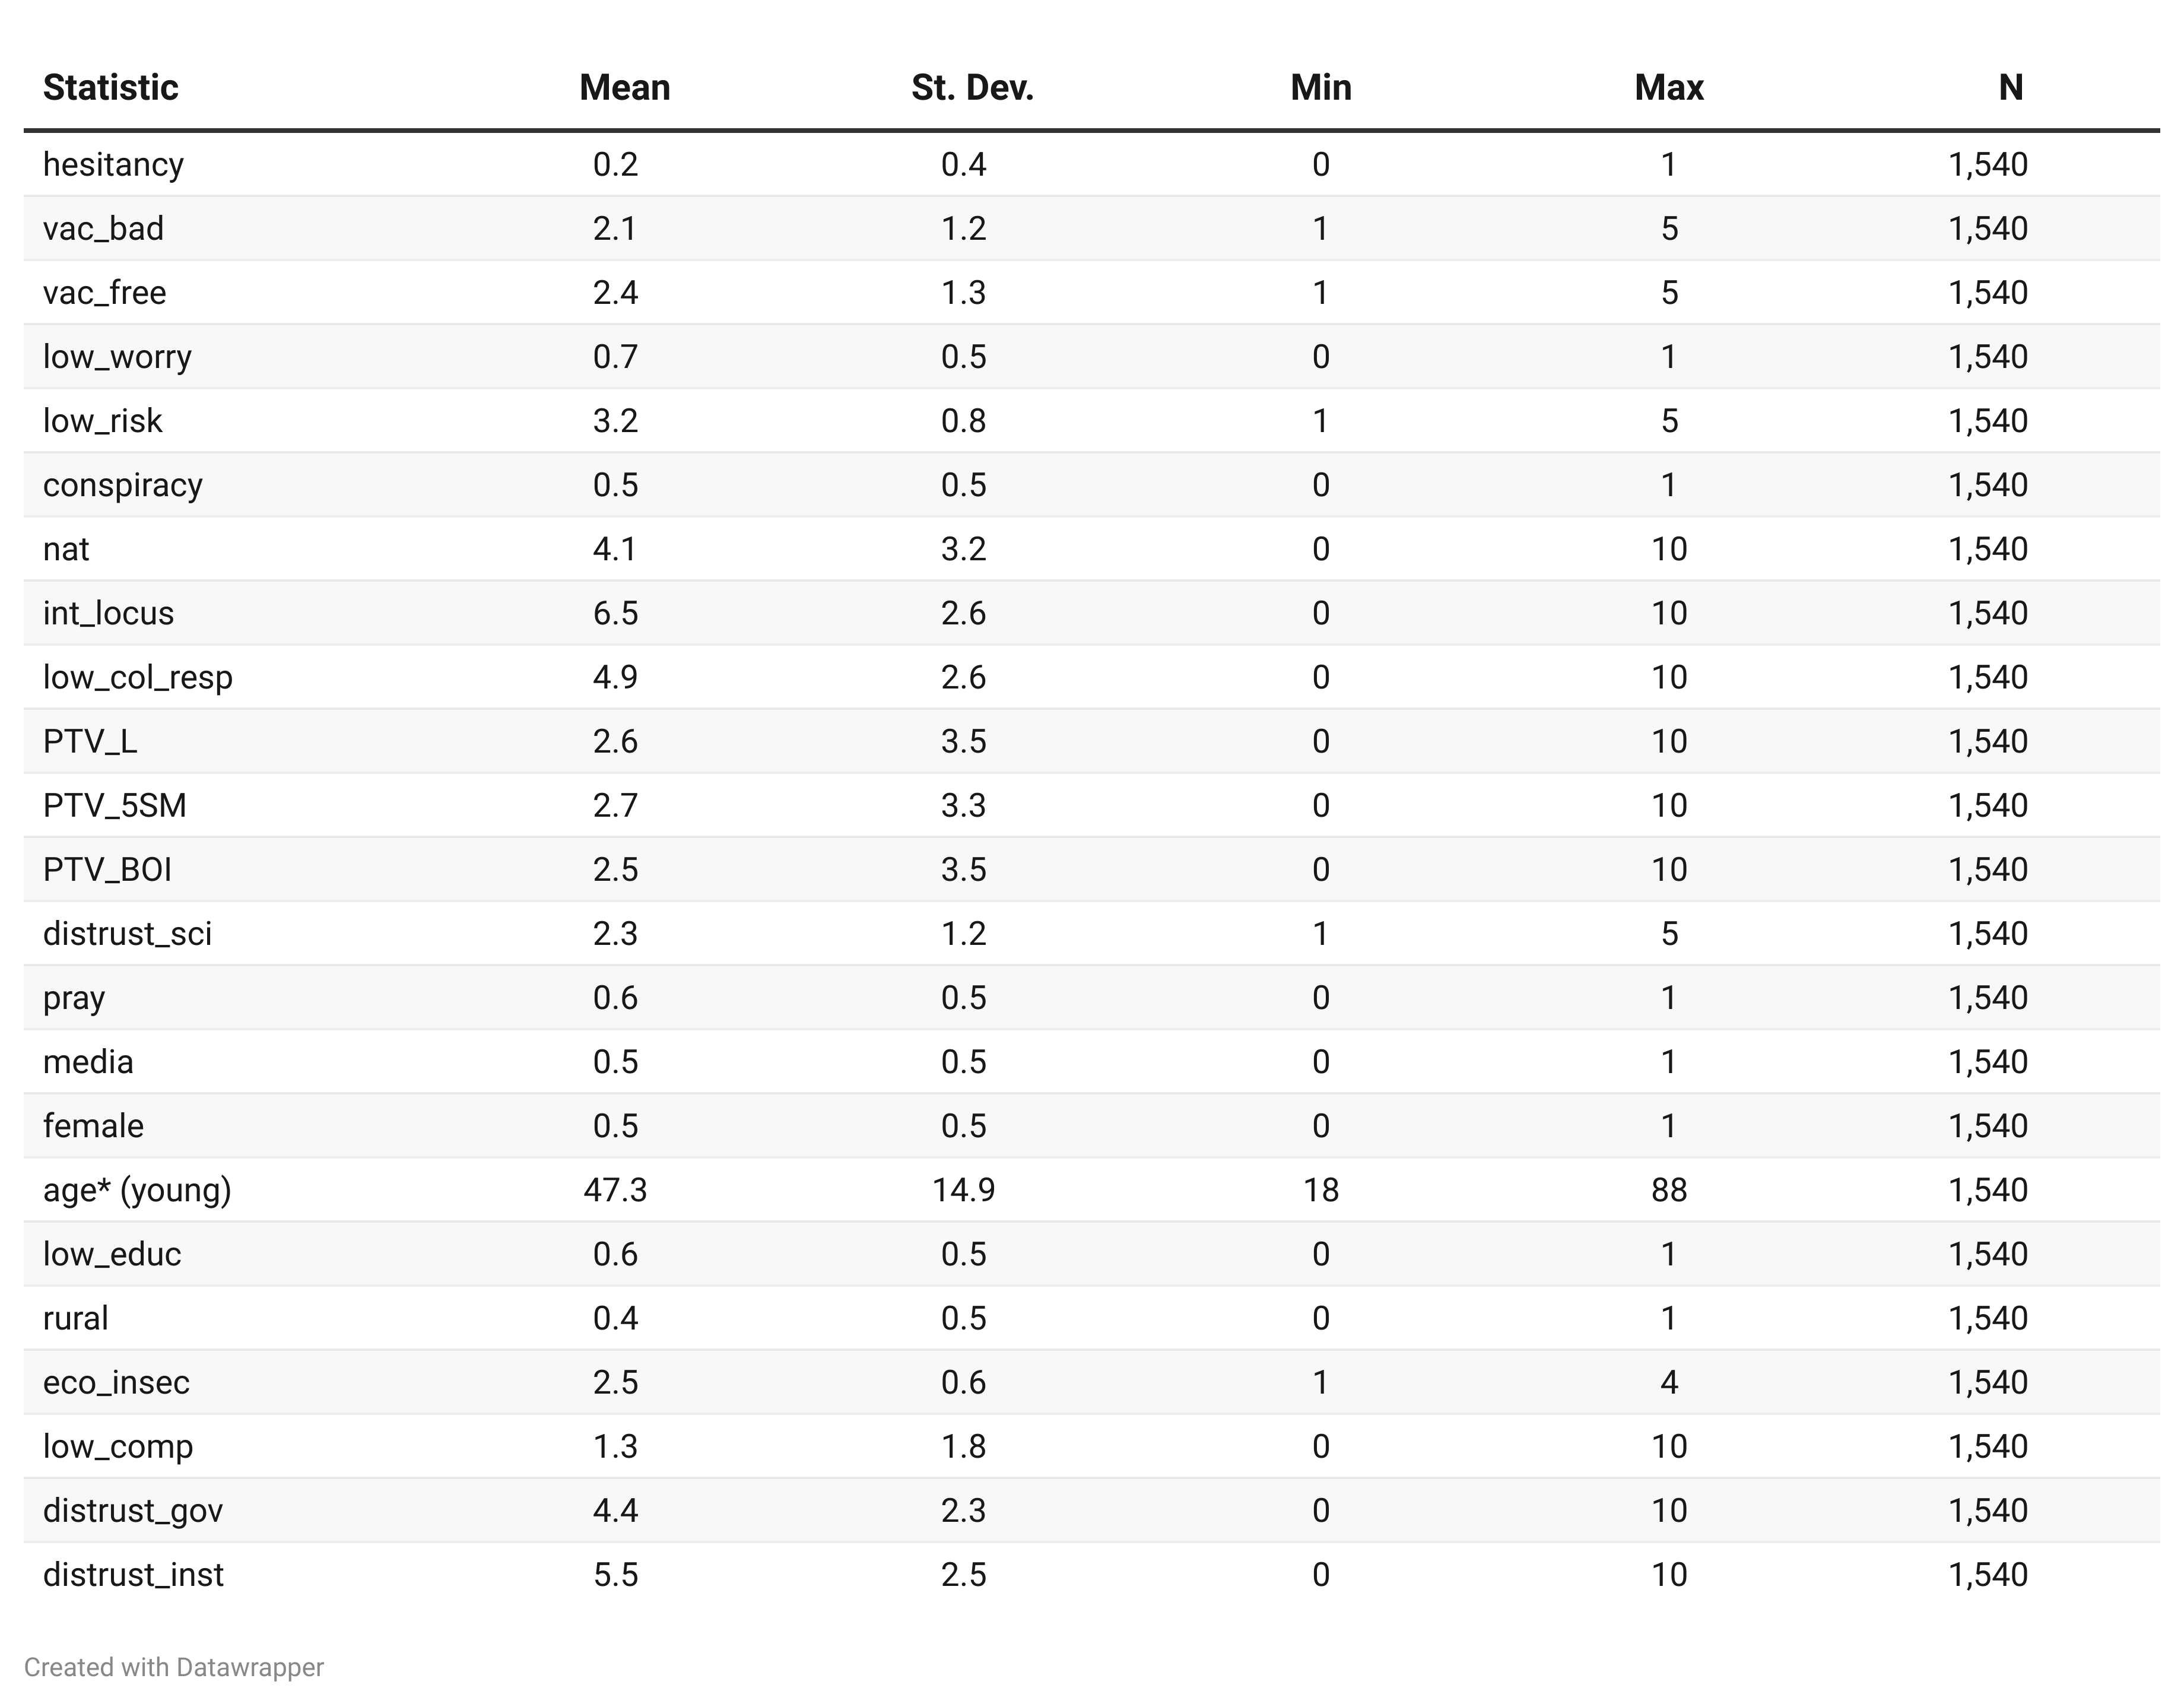 Statistic Mean St. Dev. Min Max N
hesitancy 0.2 0.4 0 1 1,540
vac_bad 2.1 1.2 1 5 1,540
vac_free 2.4 1.3 1 5 1,540
low_worry 0.7 0.5 0 1 1,540
low_risk 3.2 0.8 1 5 1,540
conspiracy 0.5 0.5 0 1 1,540
nat 4.1 3.2 0 10 1,540
int_locus 6.5 2.6 0 10 1,540
low_col_resp 4.9 2.6 0 10 1,540
PTV_L 2.6 3.5 0 10 1,540
PTV_5SM 2.7 3.3 0 10 1,540
PTV_BOI 2.5 3.5 0 10 1,540
distrust_sci 2.3 1.2 1 5 1,540
pray 0.6 0.5 0 1 1,540
media 0.5 0.5 0 1 1,540
female 0.5 0.5 0 1 1,540
age* (young) 47.3 14.9 18 88 1,540
low_educ 0.6 0.5 0 1 1,540
rural 0.4 0.5 0 1 1,540
eco_insec 2.5 0.6 1 4 1,540
low_comp 1.3 1.8 0 10 1,540
distrust_gov 4.4 2.3 0 10 1,540
distrust_inst 5.5 2.5 0 10 1,540
Created with Datawrapper